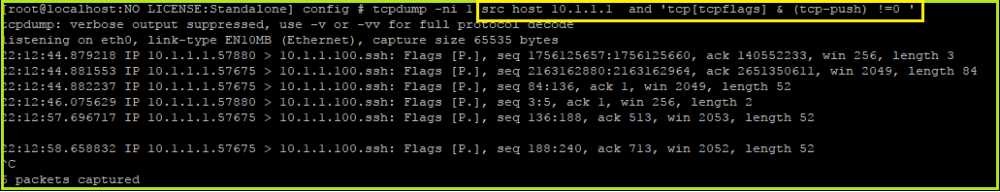 [root@localhost:NO LICENSE:Standalone] config # tcpdump -ni 1 src host 10.1.1.1  and 'tcp[tcpflags] & (tcp-push) !=0 '
tcpdump: verbose output suppressed, use -v or -vv for full protocol decode
listening on eth0, link-type EN10MB (Ethernet), capture size 65535 bytes
22:12:44.879218 IP 10.1.1.1.57880 > 10.1.1.100.ssh: Flags [P.], seq 1756125657:1756125660, ack 140552233, win 256, length 3
22:12:44.881553 IP 10.1.1.1.57675 > 10.1.1.100.ssh: Flags [P.], seq 2163162880:2163162964, ack 2651350611, win 2049, length 84
22:12:44.882237 IP 10.1.1.1.57675 > 10.1.1.100.ssh: Flags [P.], seq 84:136, ack 1, win 2049, length 52
22:12:46.075629 IP 10.1.1.1.57880 > 10.1.1.100.ssh: Flags [P.], seq 3:5, ack 1, win 256, length 2
22:12:57.696717 IP 10.1.1.1.57675 > 10.1.1.100.ssh: Flags [P.], seq 136:188, ack 513, win 2053, length 52
22:12:58.658832 IP 10.1.1.1.57675 > 10.1.1.100.ssh: Flags [P.], seq 188:240, ack 713, win 2052, length 52
^C
6 packets captured